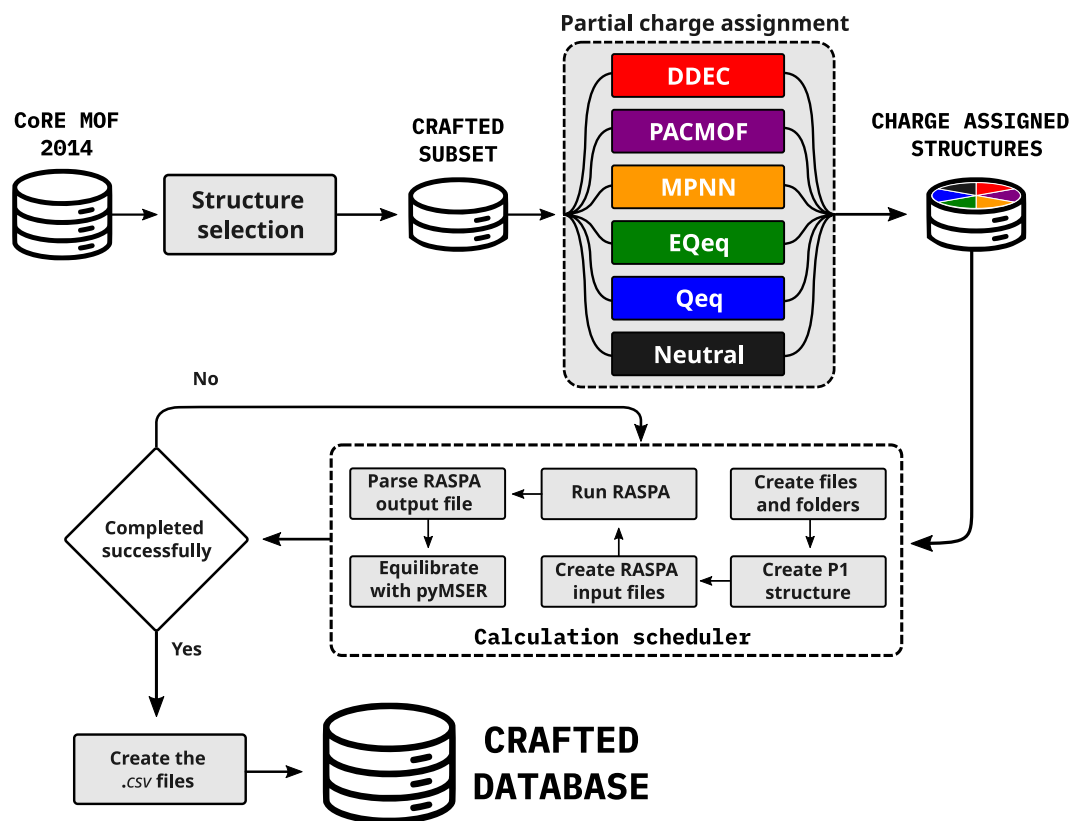 Partial charge assignment
CoRE MOF
2014
Structure
selection
CRAFTED
SUBSET
DDEC
PACMOF
MPNN
EQeq
Qeq
Neutral
CHARGE ASSIGNED
STRUCTURES
No
Completed
successfully
Yes
Parse RASPA
output file
Run RASPA
Create files
and folders
Equilibrate
with pyMSER
Create RASPA
input files
Create P1
structure
Calculation scheduler
Create the
.csv files
CRAFTED
DATABASE